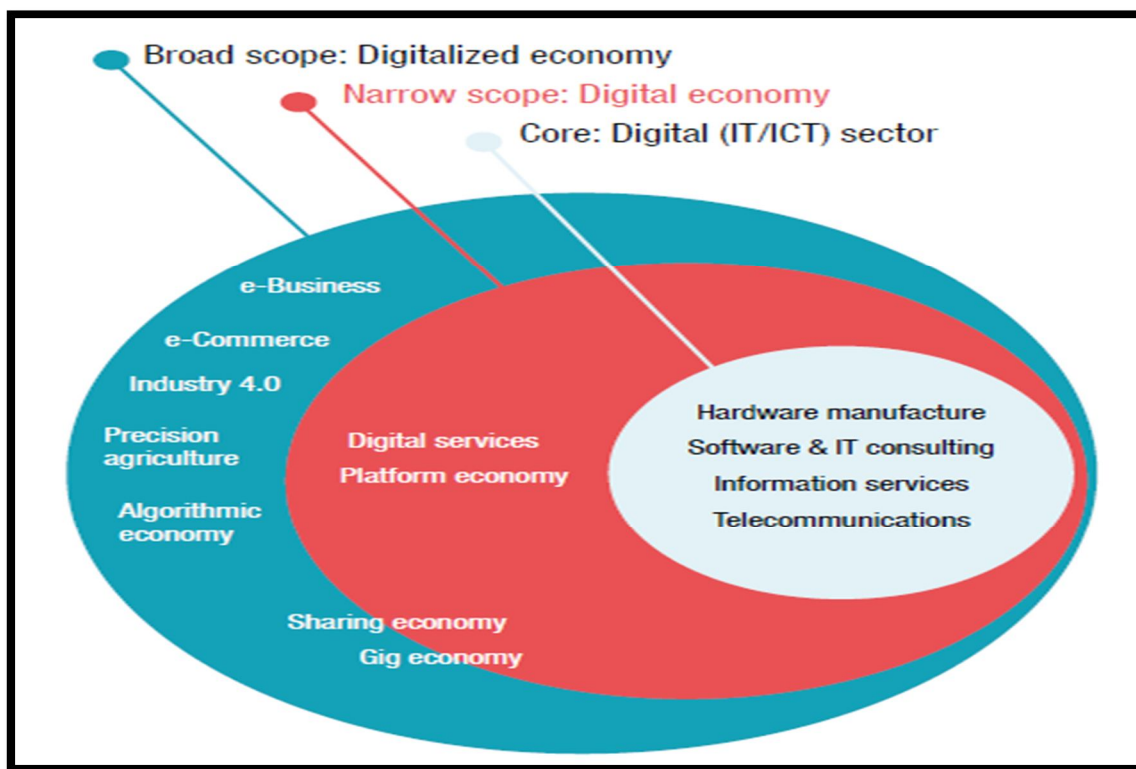 Broad scope: Digitalized economy
Narrow scope: Digital economy
Core: Digital (IT/ICT) sector
e-Business
e-Commerce
Industry 4.0
Precision
agriculture
Algorithmic
economy
Digital services
Platform economy
Sharing economy
Gig economy
Hardware manufacture
Software & IT consulting
Information services
Telecommunications